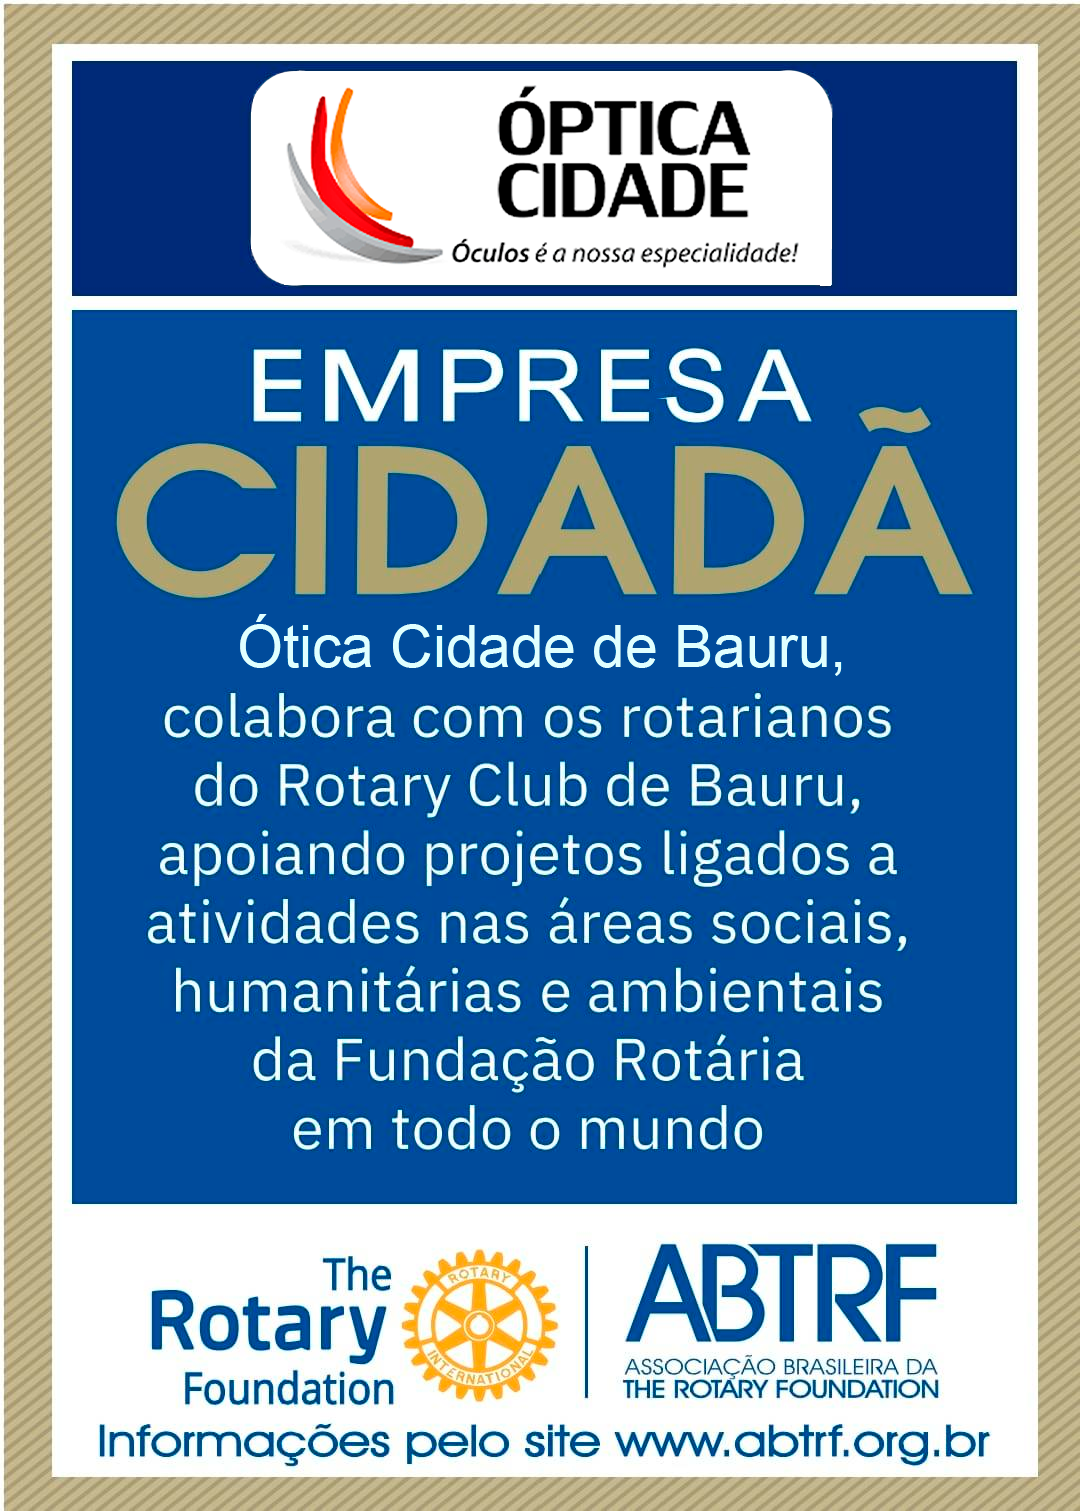 ÓPTICA
CIDADE
Óculos é a nossa especialidade!
EMPRESA
CIDADÃ
Ótica Cidade de Bauru,
colabora com os rotarianos
do Rotary Club de Bauru,
apoiando projetos ligados a
atividades nas áreas sociais,
humanitárias e ambientais
da Fundação Rotária
em todo o mundo
The
Rotary
Foundation
ROTARY
INTERNATIONAL
ABTRF
ASSOCIAÇÃO BRASILEIRA DA
THE ROTARY FOUNDATION
Informações pelo site www.abtrf.org.br